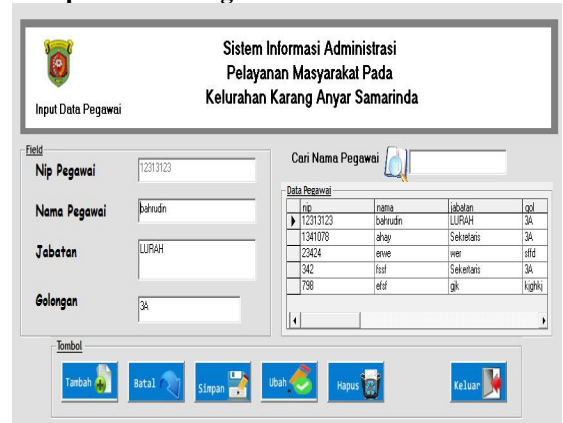 Sistem Informasi Administrasi
Pelayanan Masyarakat Pada
Kelurahan Karang Anyar Samarinda
Input Data Pegawai
Field
Nip Pegawai 12313123
Nama Pegawai bahrudin
Jabatan LURAH
Golongan 3A
Cari Nama Pegawai
Data Pegawai
nip nama jabatan gol
12313123 bahrudin LURAH 3A
1341078 ahay Sekretaris 3A
23424 erwe wer sffd
342 fssf Sekertaris 3A
798 efsf gjk kjghkj
Tombol
Tambah Batal Simpan Ubah Hapus Keluar